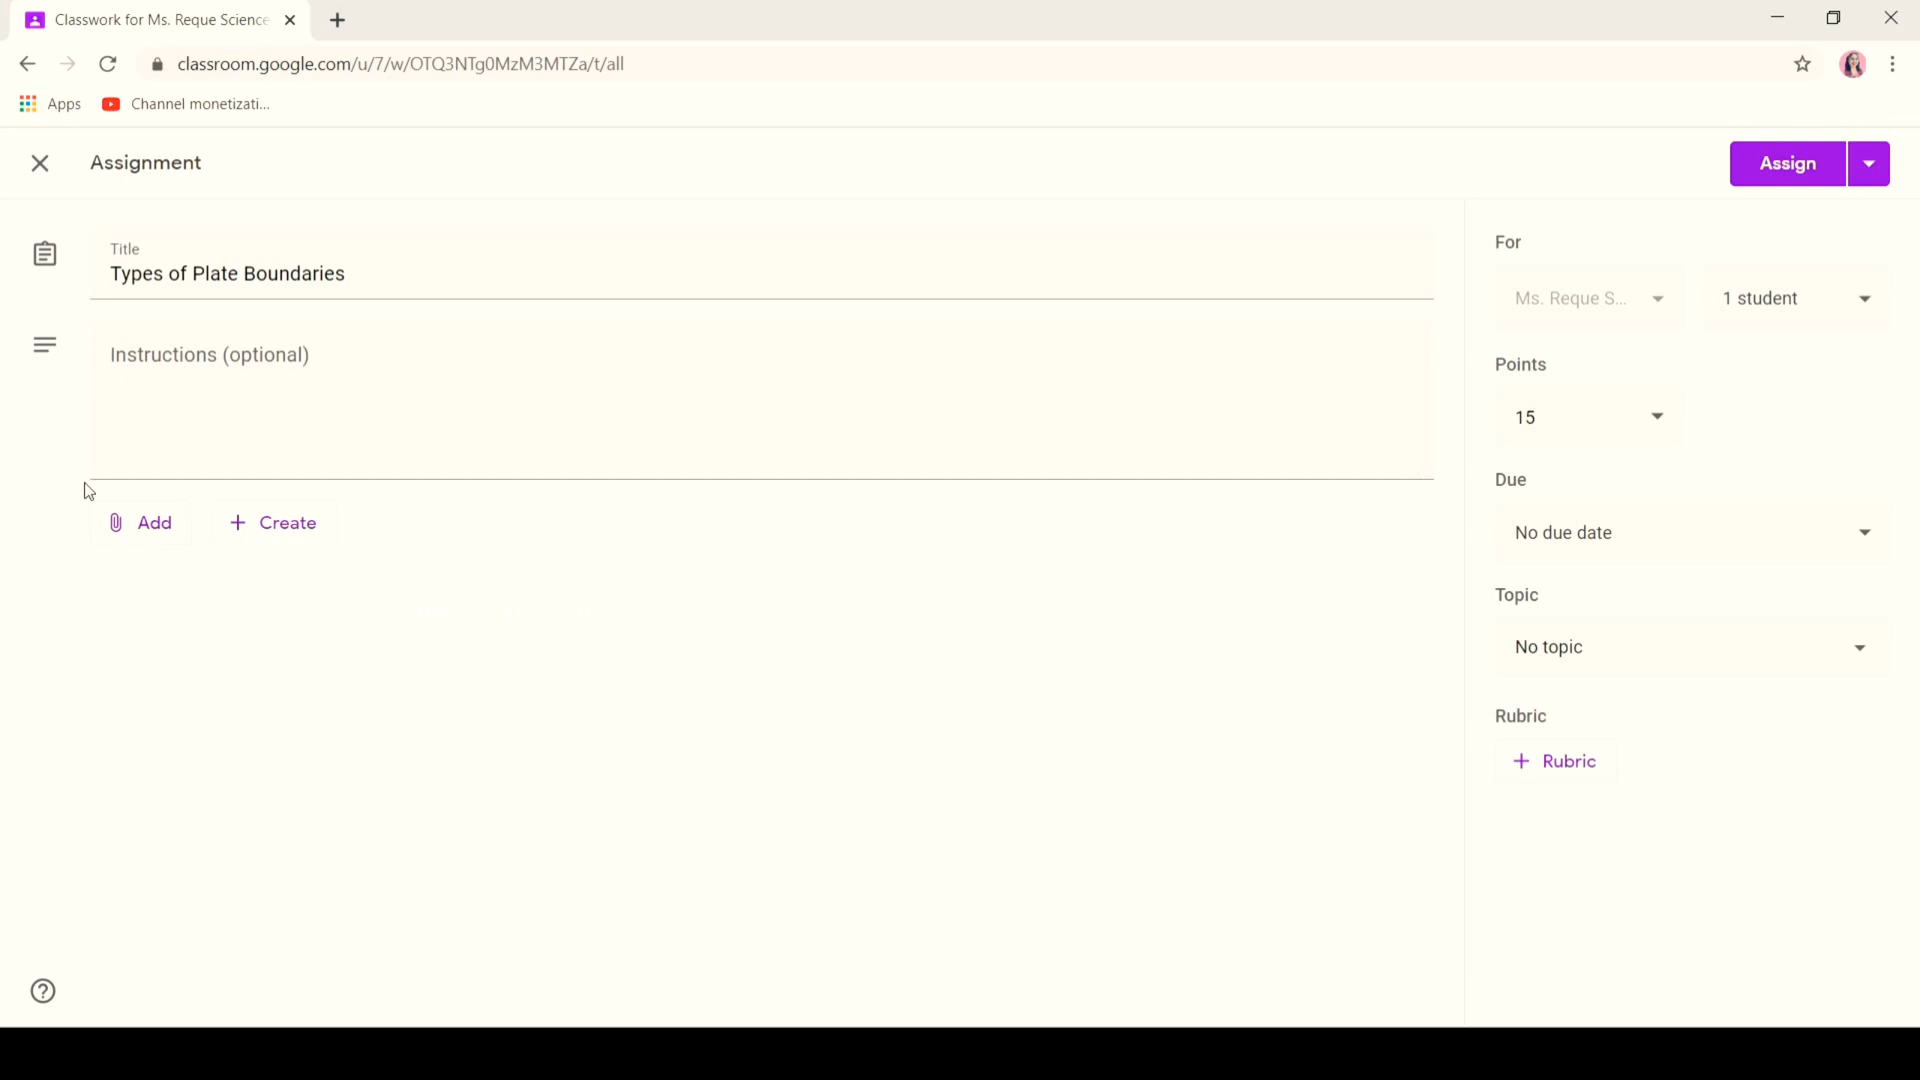 Classwork for Ms. Reque Science
classroom.google.com/u/7/w/OTQ3NTg0MzM3MTZa/t/all
Apps
Channel monetizati...
Assignment
Assign
Title
Types of Plate Boundaries
Instructions (optional)
Add
Create
For
Ms. Reque S...
1 student
Points
15
Due
No due date
Topic
No topic
Rubric
Rubric